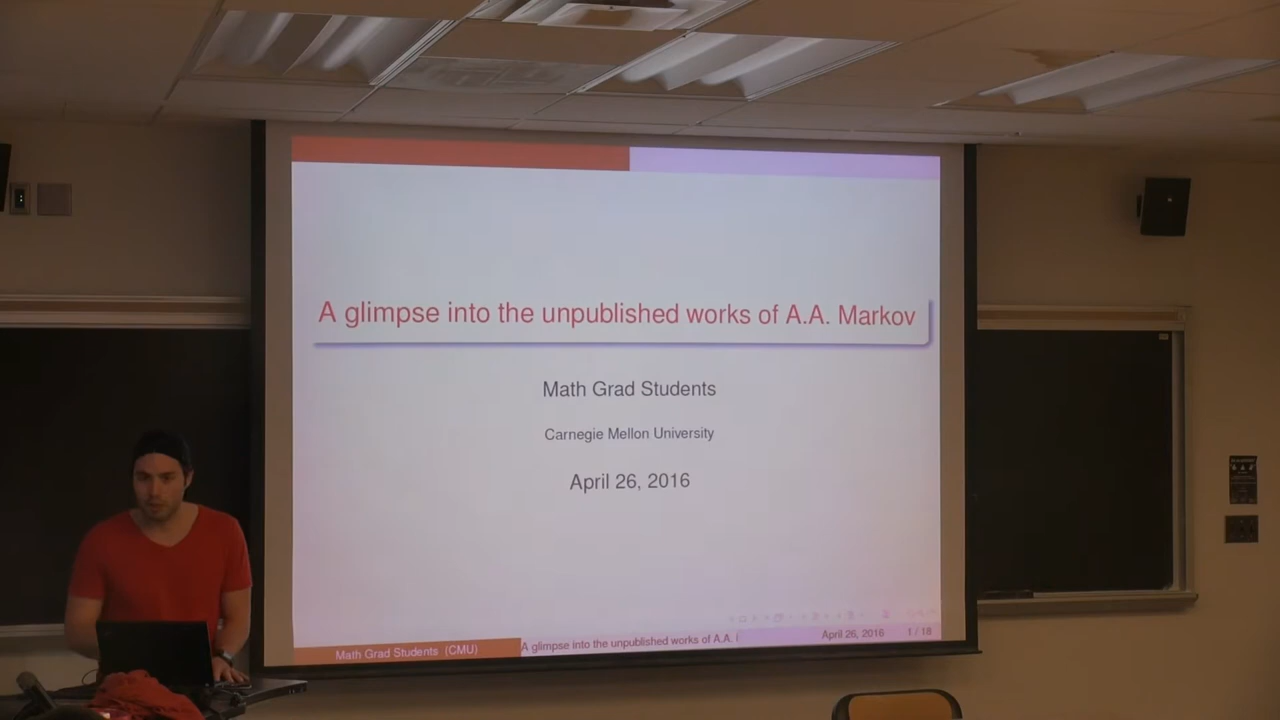 A glimpse into the unpublished works of A.A. Markov
Math Grad Students
Carnegie Mellon University
April 26, 2016
Math Grad Students (CMU)
A glimpse into the unpublished works of A.A.
April 26, 2016
1 / 18